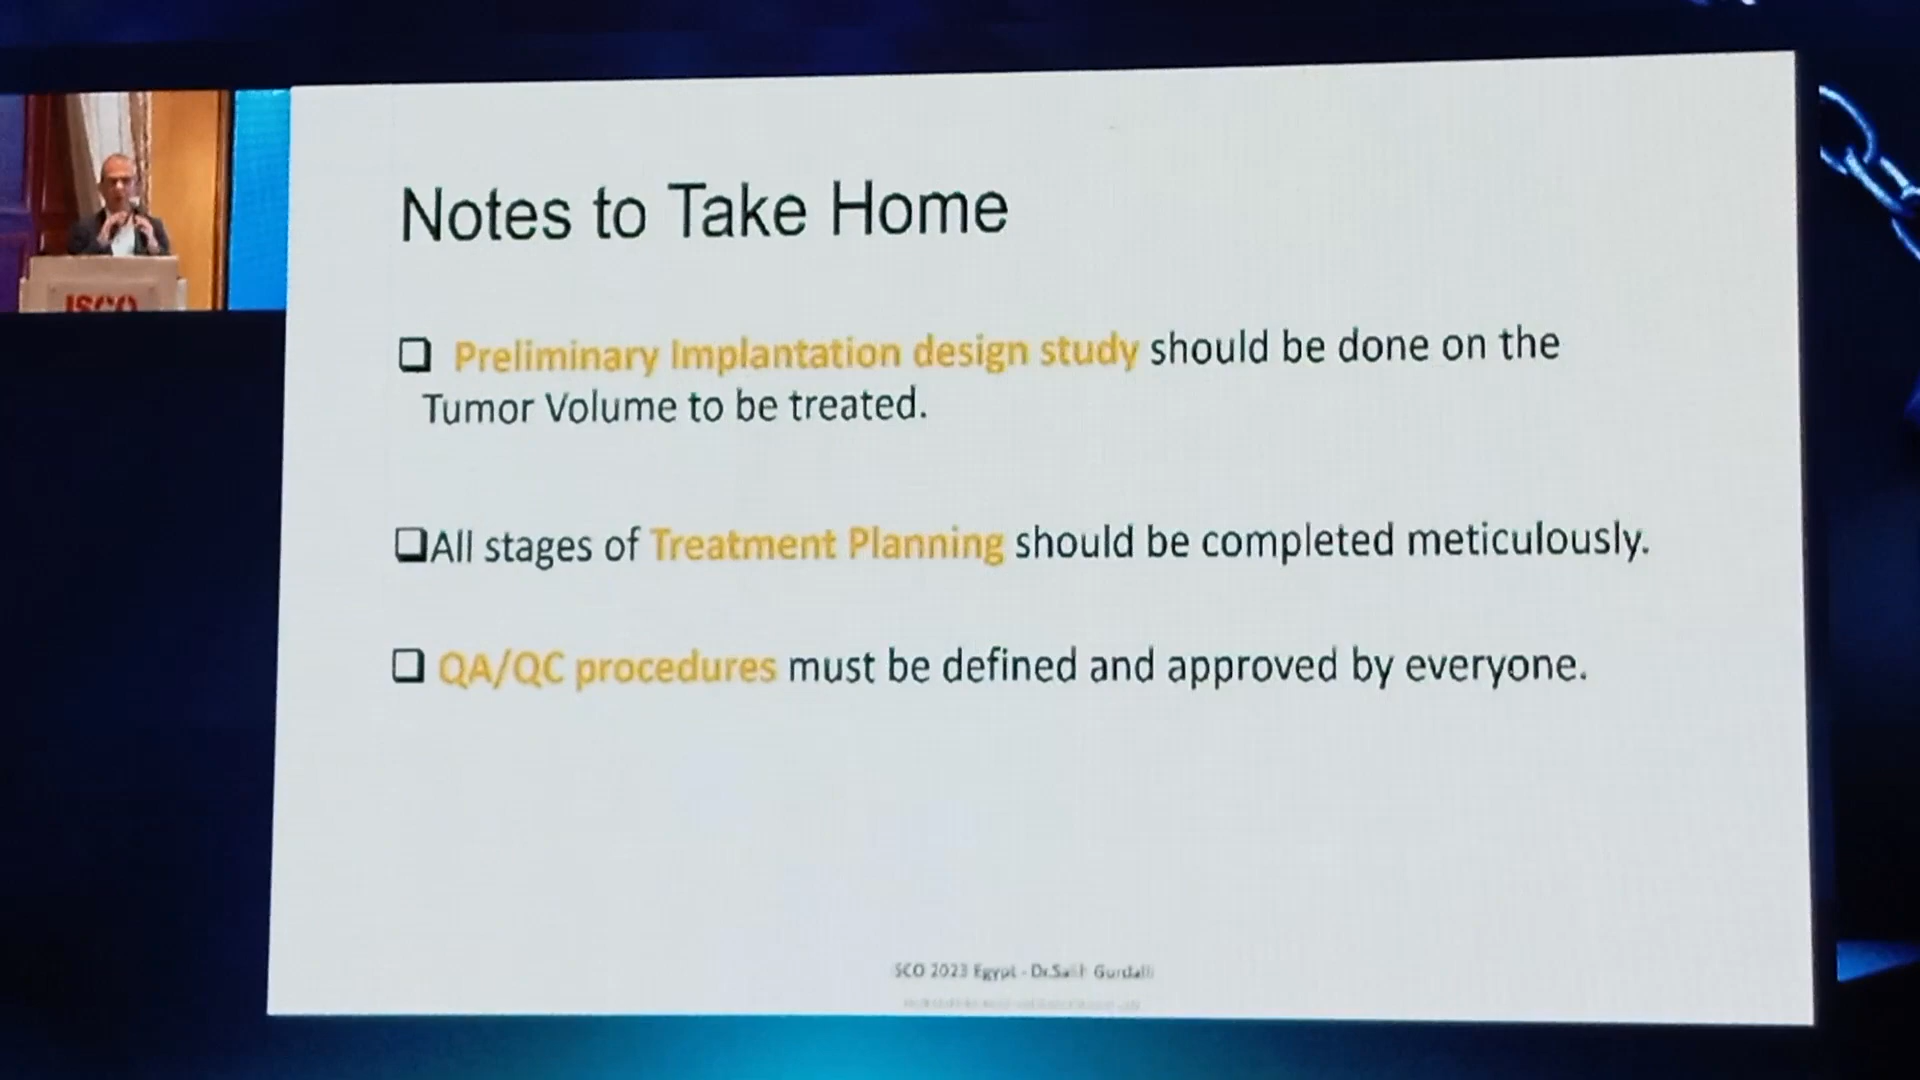 Notes to Take Home
❑ Preliminary Implantation design study should be done on the
Tumor Volume to be treated.
❑All stages of Treatment Planning should be completed meticulously.
❑ QA/QC procedures must be defined and approved by everyone.
SCO 2023 Egypt - Dr.Salih Gurdalli
ISCO